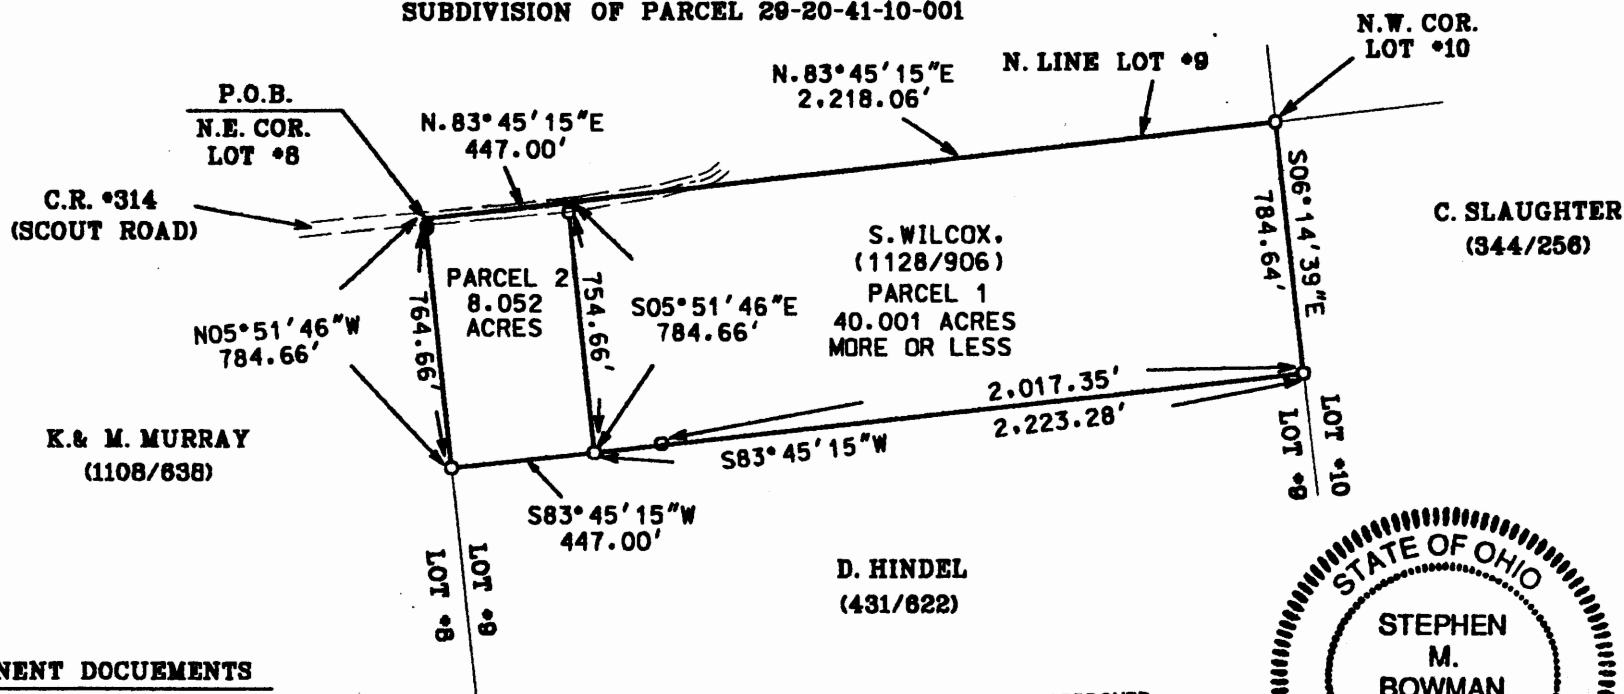 SUBDIVISION OF PARCEL 29-20-41-10-001
N.W. COR.
LOT #10
N. LINE LOT #9
N.83°45'15"E
2,218.06'
P.O.B.
N.E. COR.
LOT #8
N.83°45'15"E
447.00'
C.R. #314
(SCOUT ROAD)
S06°14'39"E
784.64'
C. SLAUGHTER
(344/256)
S.WILCOX.
(1128/906)
PARCEL 1
40.001 ACRES
MORE OR LESS
PARCEL 2
8.052
ACRES
764.66'
754.66'
S05°51'46"E
784.66'
N05°51'46"W
784.66'
2,017.35'
2,223.28'
S83°45'15"W
K.& M. MURRAY
(1108/638)
S83°45'15"W
447.00'
LOT #10
LOT #9
LOT #9
LOT #8
D. HINDEL
(431/622)
STATE OF OHIO
STEPHEN
M.
BOWMAN
NENT DOCUEMENTS